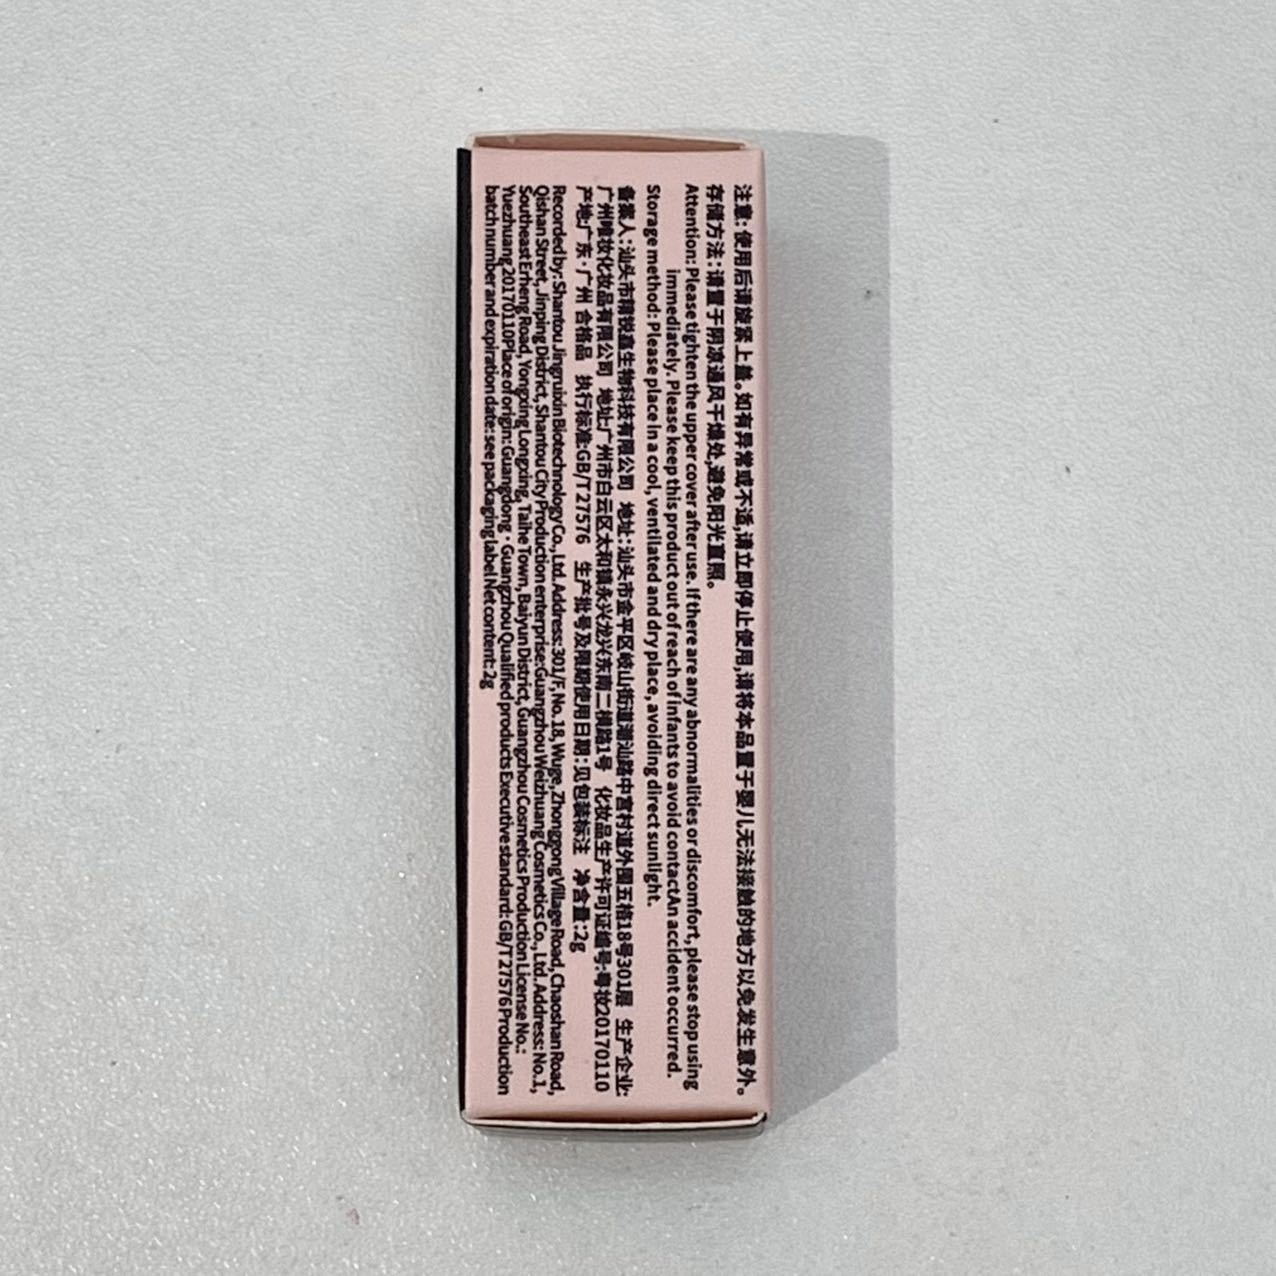 注意:使用后请旋紧上盖。如有异常或不适,请立即停止使用,请将本品置于婴儿无法接触的地方以免发生意外。
存储方法:请置于阴凉通风干燥处,避免阳光直照。
Attention: Please tighten the upper cover after use. If there are any abnormalities or discomfort, please stop using
immediately. Please keep this product out of reach of infants to avoid contactAn accident occurred.
Storage method: Please place in a cool, ventilated and dry place, avoiding direct sunlight.
备案人:汕头市精锐鑫生物科技有限公司 地址:汕头市金平区岐山街道潮汕路中宫村道外围五格18号301层 生产企业:
广州唯妆化妆品有限公司 地址:广州市白云区太和镇永兴龙兴东南二横路1号 化妆品生产许可证编号:粤妆20170110
产地:广东·广州 合格品 执行标准:GB/T27576 生产批号及限期使用日期:见包装标注 净含量:2g
Recorded by: Shantou Jingruixin Biotechnology Co., Ltd. Address: 301/F, No. 18, Wuge, Zhonggong Village Road, Chaoshan Road,
Qishan Street, Jinping District, Shantou City Production enterprise: Guangzhou Weizhuang Cosmetics Co., Ltd. Address: No.1,
Southeast Erheng Road, Yongxing Longxing, Taihe Town, Baiyun District, Guangzhou Cosmetics Production License No.:
Yuezhuang 20170110Place of origin: Guangdong · Guangzhou Qualified products Executive standard: GB/T27576Production
batch number and expiration date: see packaging label Net content: 2g